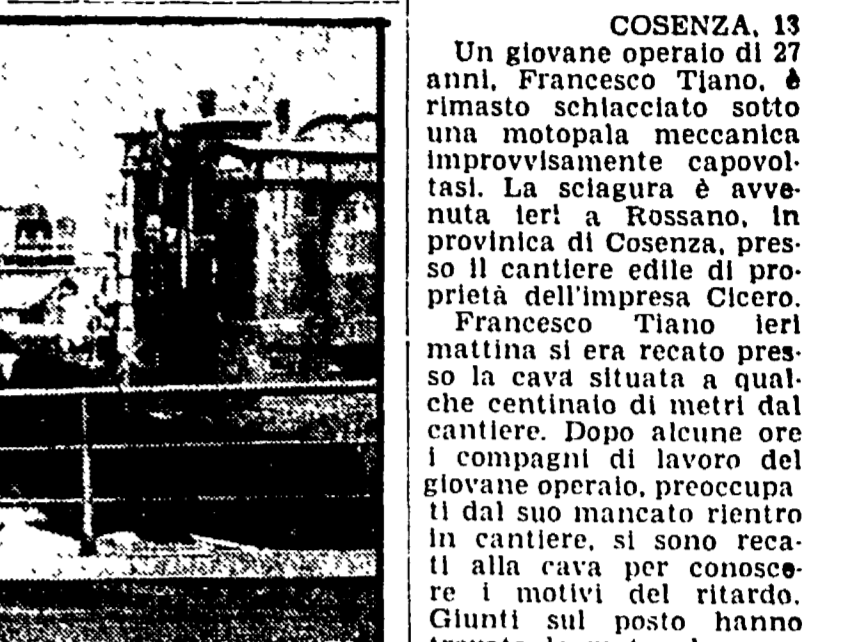 COSENZA, 13
Un giovane operaio di 27
anni, Francesco Tiano, è
rimasto schiacciato sotto
una motopala meccanica
improvvisamente capovol-
tasi. La sciagura è avve-
nuta ieri a Rossano, in
provinica di Cosenza, pres-
so il cantiere edile di pro-
prietà dell'impresa Cicero.
Francesco Tiano ieri
mattina si era recato pres-
so la cava situata a qual-
che centinaio di metri dal
cantiere. Dopo alcune ore
i compagni di lavoro del
giovane operaio, preoccupa
ti dal suo mancato rientro
in cantiere, si sono reca-
ti alla cava per conosce-
re i motivi del ritardo.
Giunti sul posto hanno